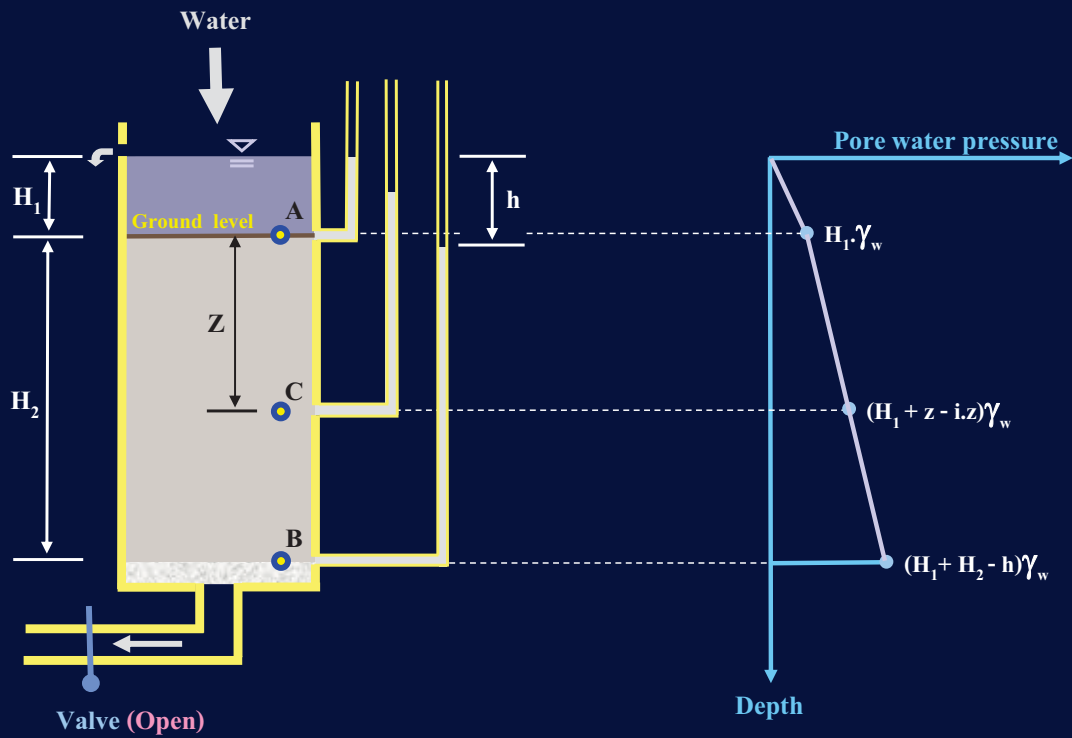 Water
Pore water pressure
H₁
h
Ground level
A
H₁.γw
Z
C
H₂
(H₁ + z - i.z)γw
B
(H₁+ H₂ - h)γw
Depth
Valve (Open)